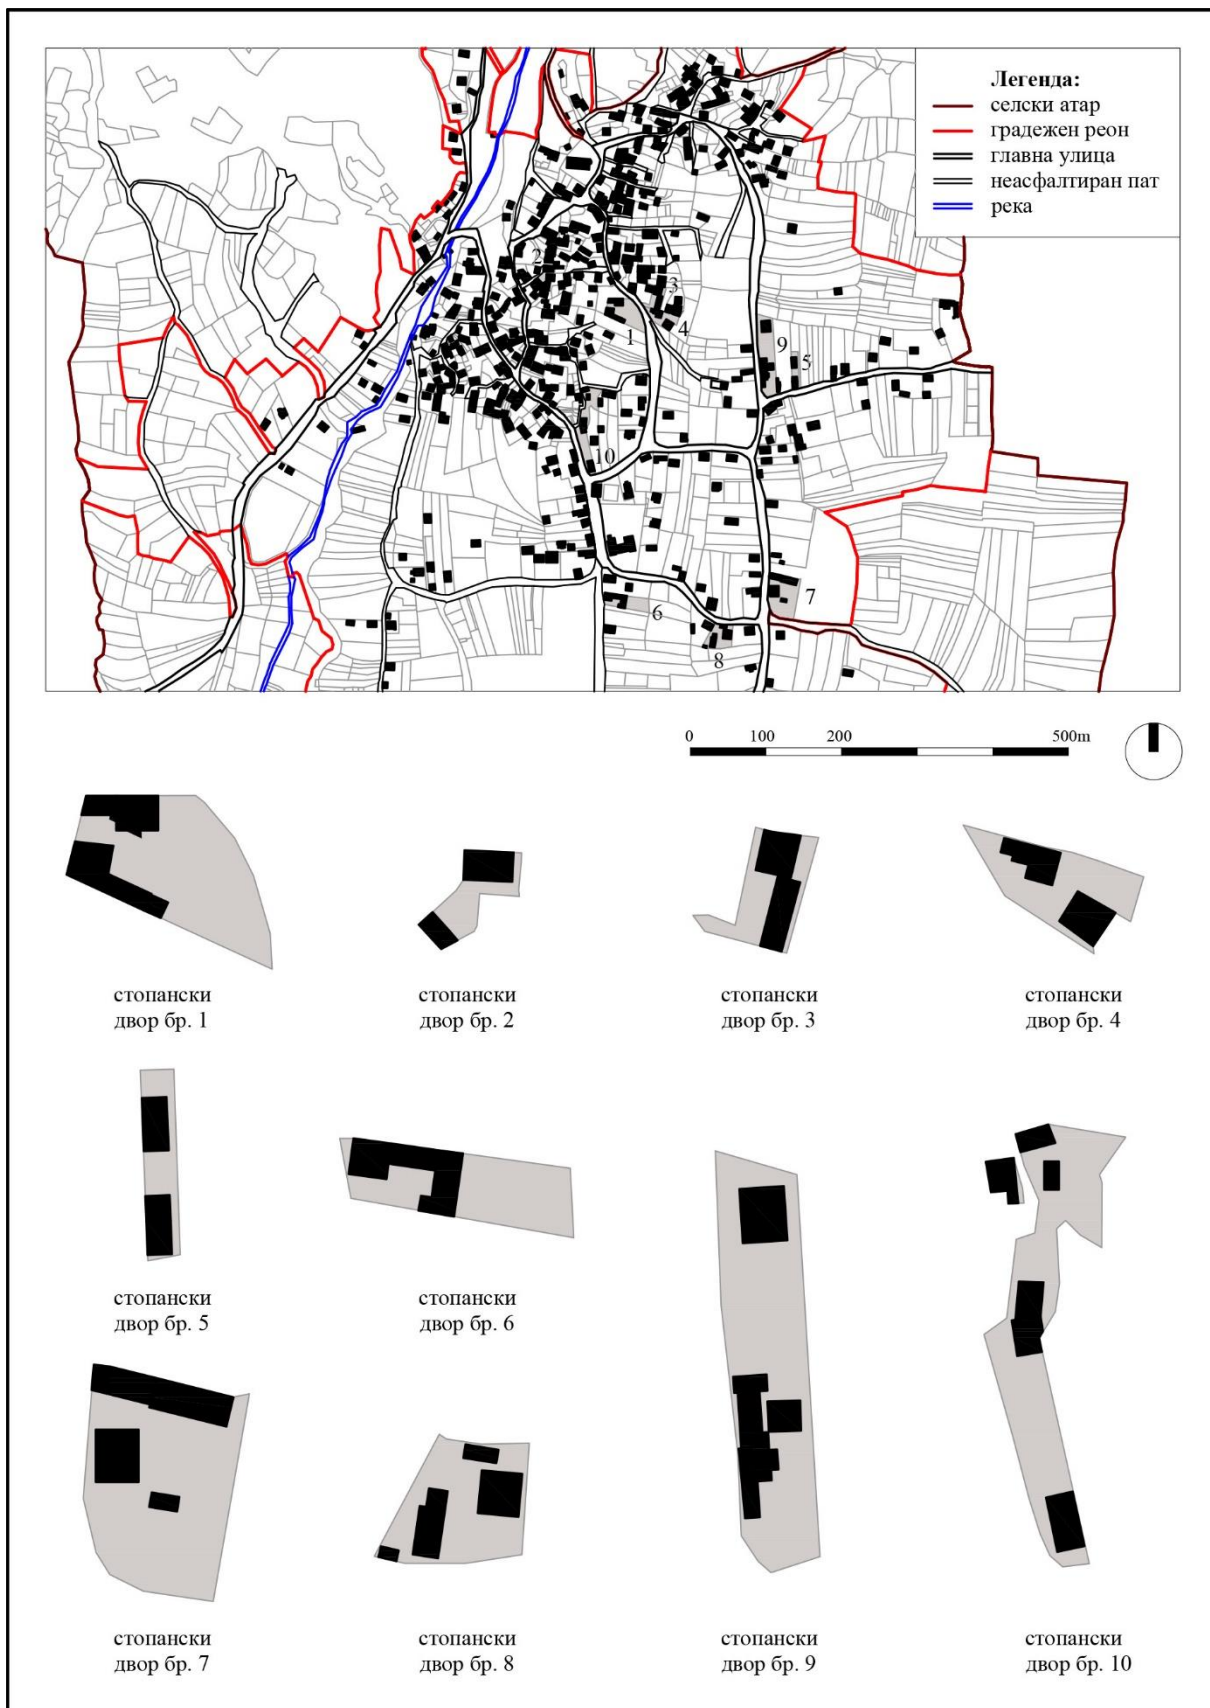 Легенда:
селски атар
градежен реон
главна улица
неасфалтиран пат
река
2
3
1
4
9
5
10
7
6
8
0 100 200 500m
стопански
двор бр. 1
стопански
двор бр. 2
стопански
двор бр. 3
стопански
двор бр. 4
стопански
двор бр. 5
стопански
двор бр. 6
стопански
двор бр. 7
стопански
двор бр. 8
стопански
двор бр. 9
стопански
двор бр. 10